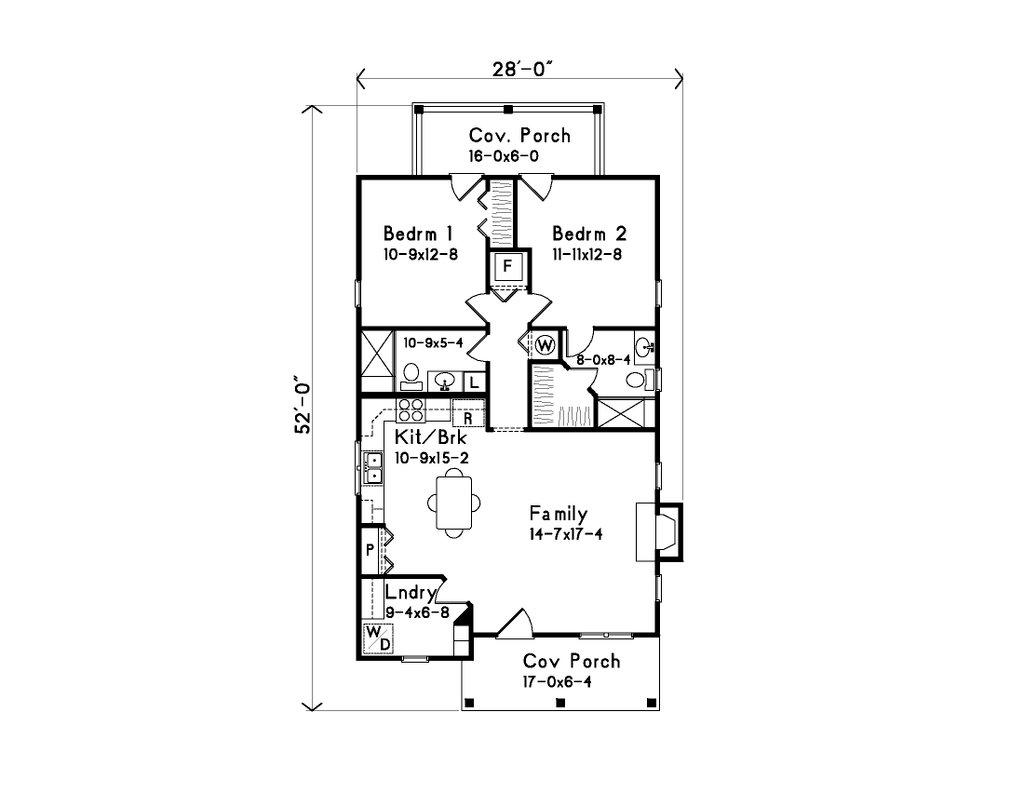 28'-0"
Cov. Porch
16-0x6-0
Bedrm 1
10-9x12-8
Bedrm 2
11-11x12-8
F
10-9x5-4
W
8-0x8-4
L
52'-0"
R
Kit/Brk
10-9x15-2
Family
14-7x17-4
P
Lndry
9-4x6-8
W
D
Cov Porch
17-0x6-4